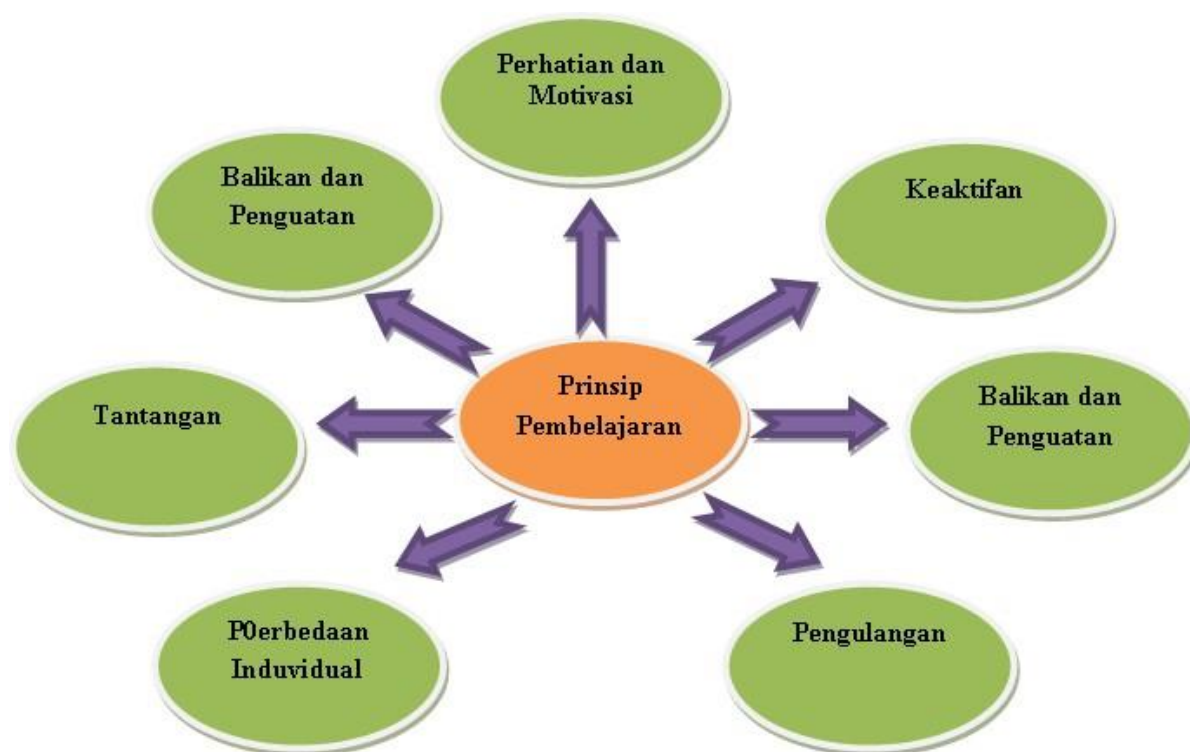 Perhatian dan
Motivasi
Balikan dan
Penguatan
Keaktifan
Prinsip
Pembelajaran
Tantangan
Balikan dan
Penguatan
P0erbedaan
Induvidual
Pengulangan